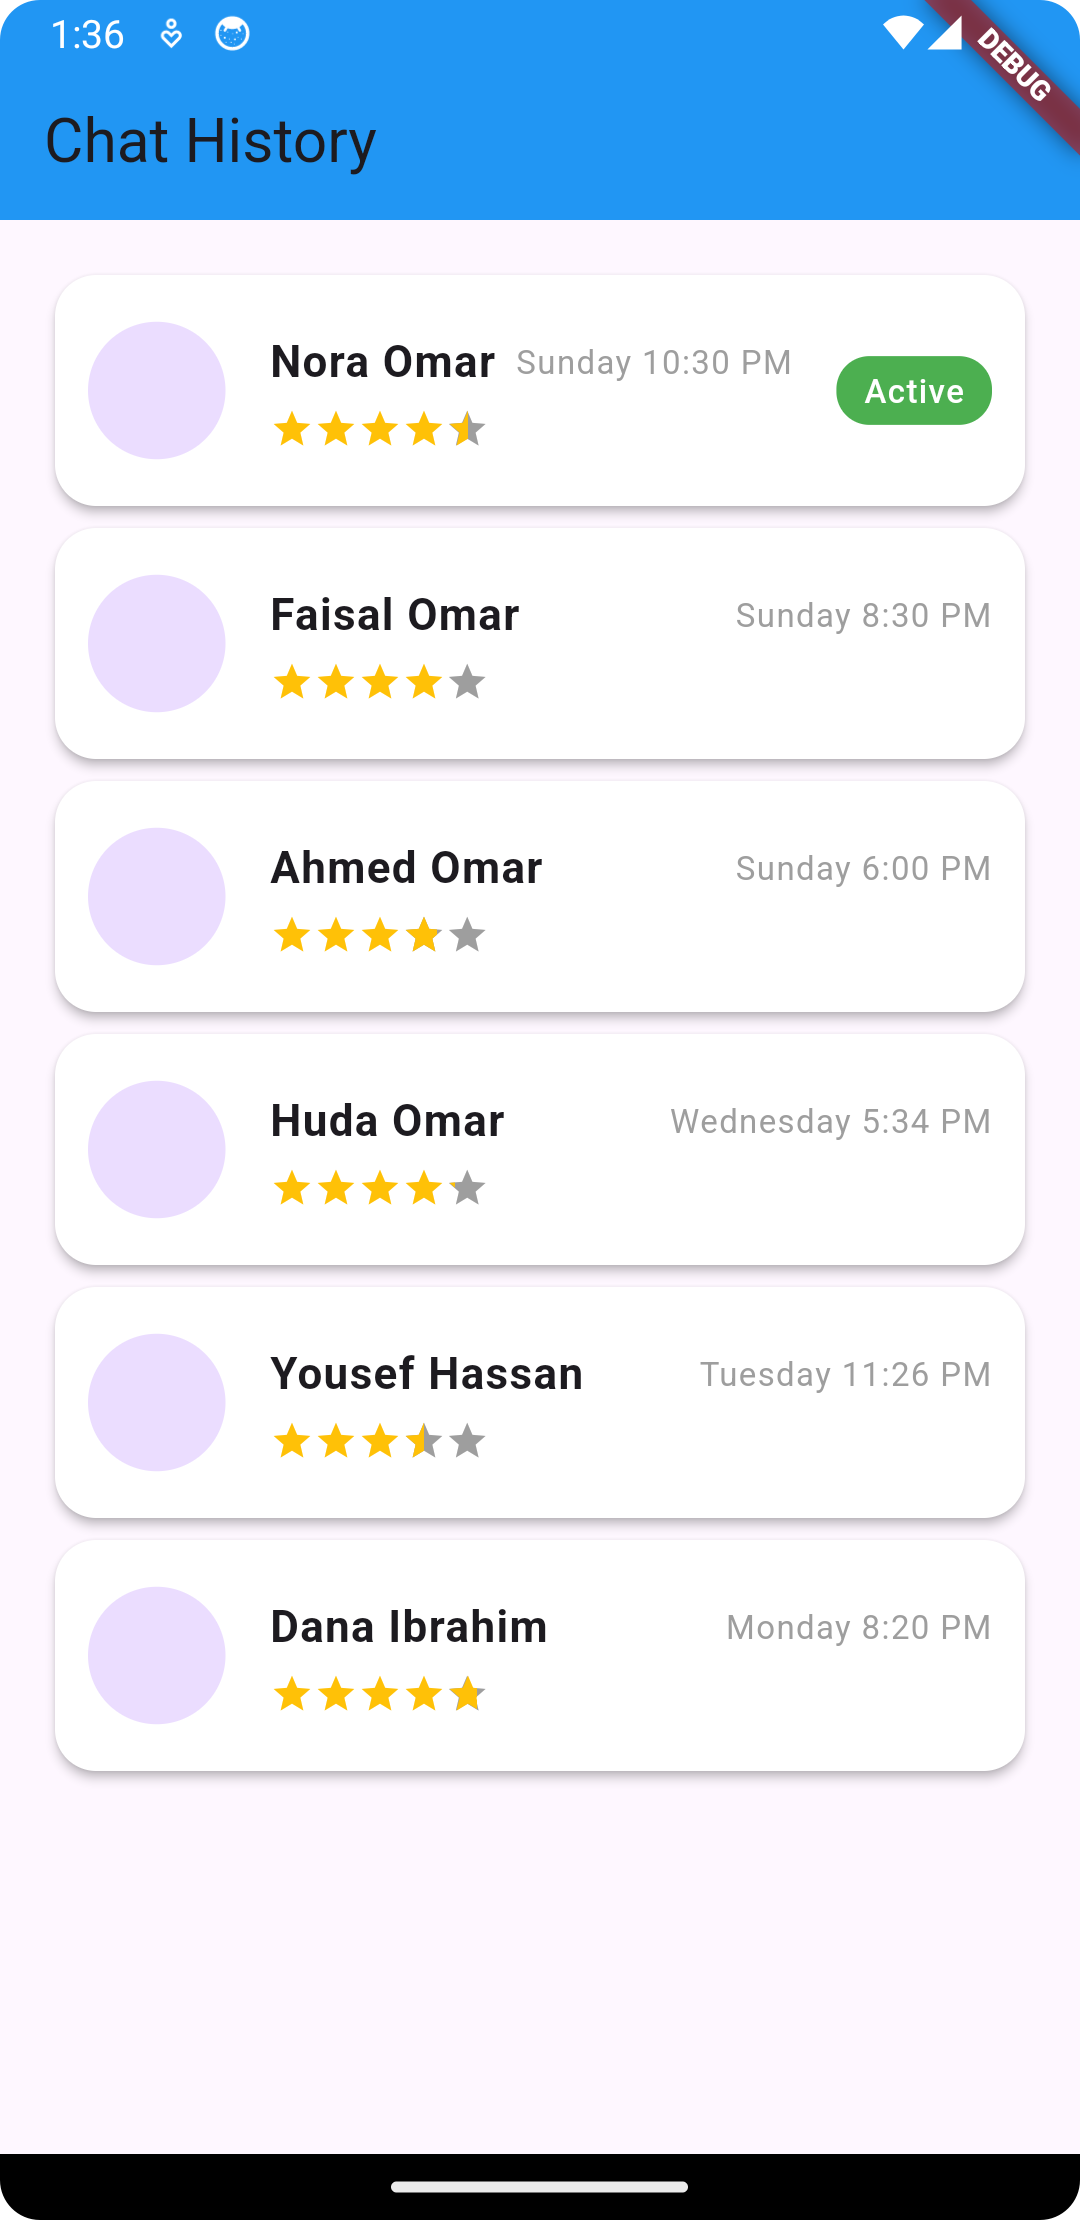 1:36
DEBUG
Chat History
Nora Omar Sunday 10:30 PM
Active
Faisal Omar Sunday 8:30 PM
Ahmed Omar Sunday 6:00 PM
Huda Omar Wednesday 5:34 PM
Yousef Hassan Tuesday 11:26 PM
Dana Ibrahim Monday 8:20 PM